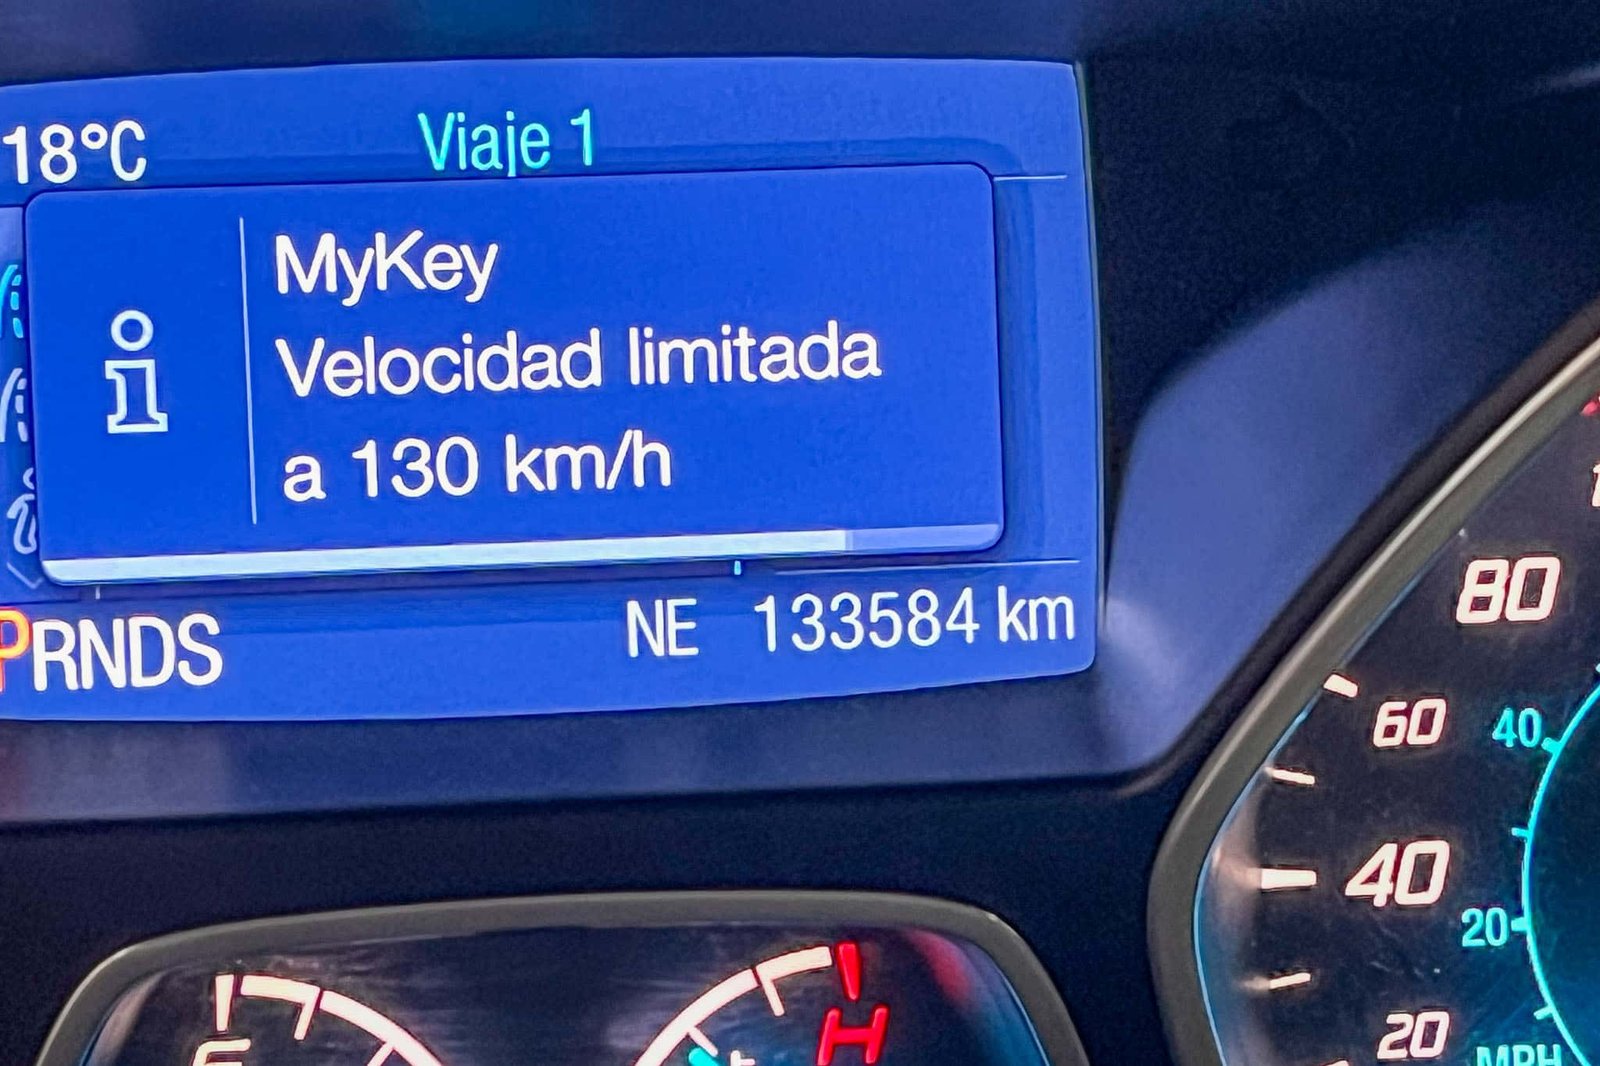 18°C
Viaje 1
MyKey
Velocidad limitada
a 130 km/h
PRNDS
NE 133584 km
80
60
40
40
20
20
MPH
H